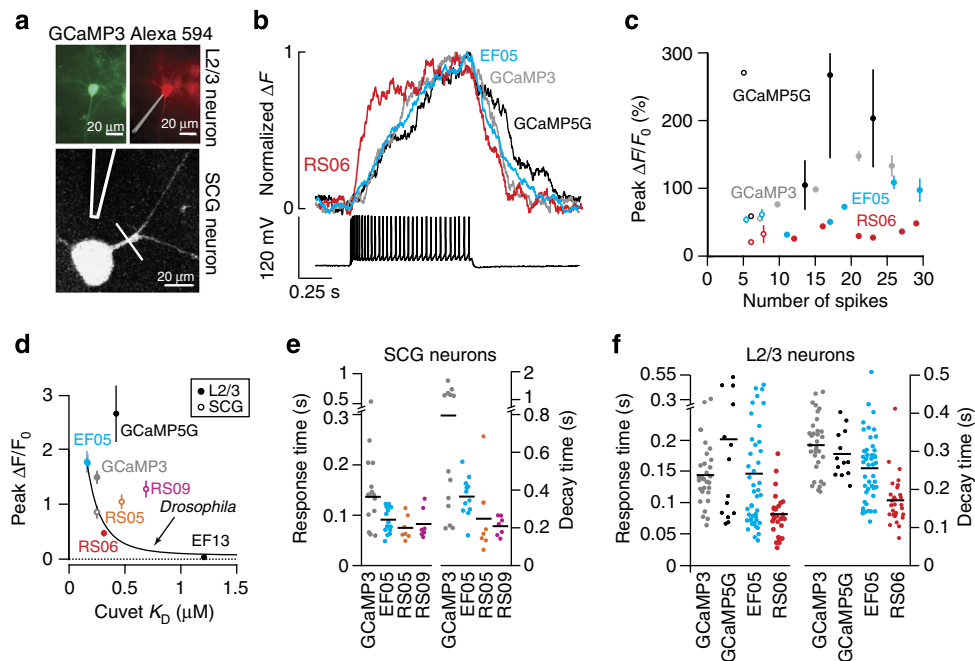 a
GCaMP3 Alexa 594
20 μm
20 μm
L2/3 neuron
20 μm
SCG neuron
b
Normalized ΔF
1
0
EF05
GCaMP3
GCaMP5G
RS06
120 mV
0.25 s
c
Peak ΔF/F0 (%)
300
200
100
0
GCaMP5G
GCaMP3
EF05
RS06
0 5 10 15 20 25 30
Number of spikes
d
Peak ΔF/F0
3
2
1
0
L2/3
SCG
EF05
GCaMP5G
GCaMP3
RS09
RS05
Drosophila
RS06
EF13
0 0.5 1 1.5
Cuvet KD (μM)
e
SCG neurons
Response time (s)
1
0.5
0.3
0.2
0.1
0
2
1
0.8
0.6
0.4
0.2
0
Decay time (s)
GCaMP3
EF05
RS05
RS09
GCaMP3
EF05
RS05
RS09
f
L2/3 neurons
Response time (s)
0.55
0.3
0.2
0.15
0.1
0.05
0
0.5
0.4
0.3
0.2
0.1
0
Decay time (s)
GCaMP3
GCaMP5G
EF05
RS06
GCaMP3
GCaMP5G
EF05
RS06